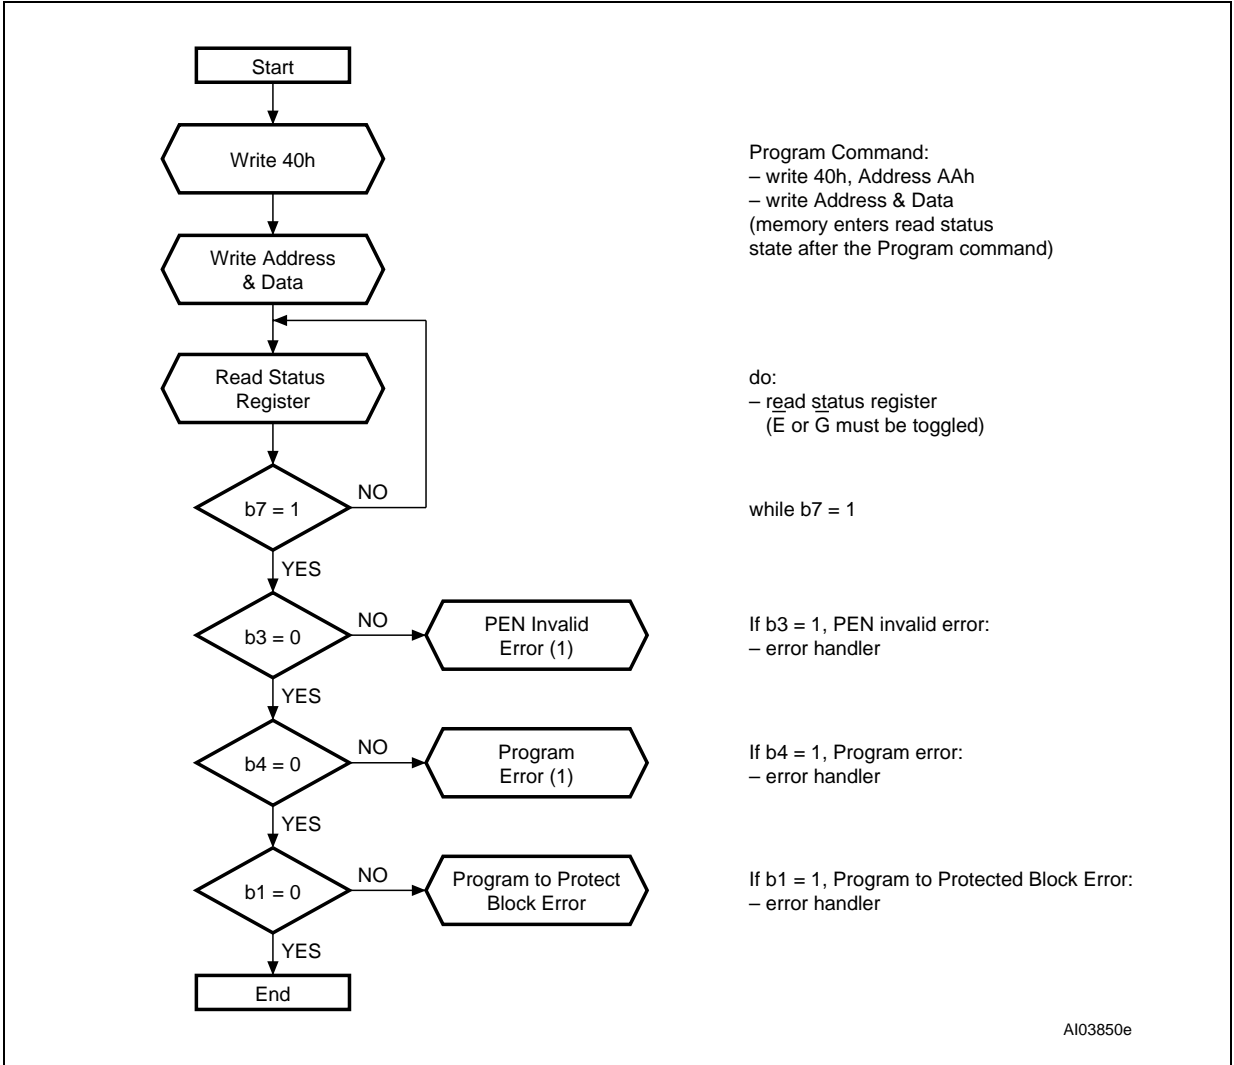 Start
Write 40h
Program Command:
– write 40h, Address AAh
– write Address & Data
(memory enters read status
state after the Program command)
Write Address
& Data
Read Status
Register
do:
– read status register
(E or G must be toggled)
b7 = 1
NO
while b7 = 1
YES
b3 = 0
NO
PEN Invalid
Error (1)
If b3 = 1, PEN invalid error:
– error handler
YES
b4 = 0
NO
Program
Error (1)
If b4 = 1, Program error:
– error handler
YES
b1 = 0
NO
Program to Protect
Block Error
If b1 = 1, Program to Protected Block Error:
– error handler
YES
End
AI03850e